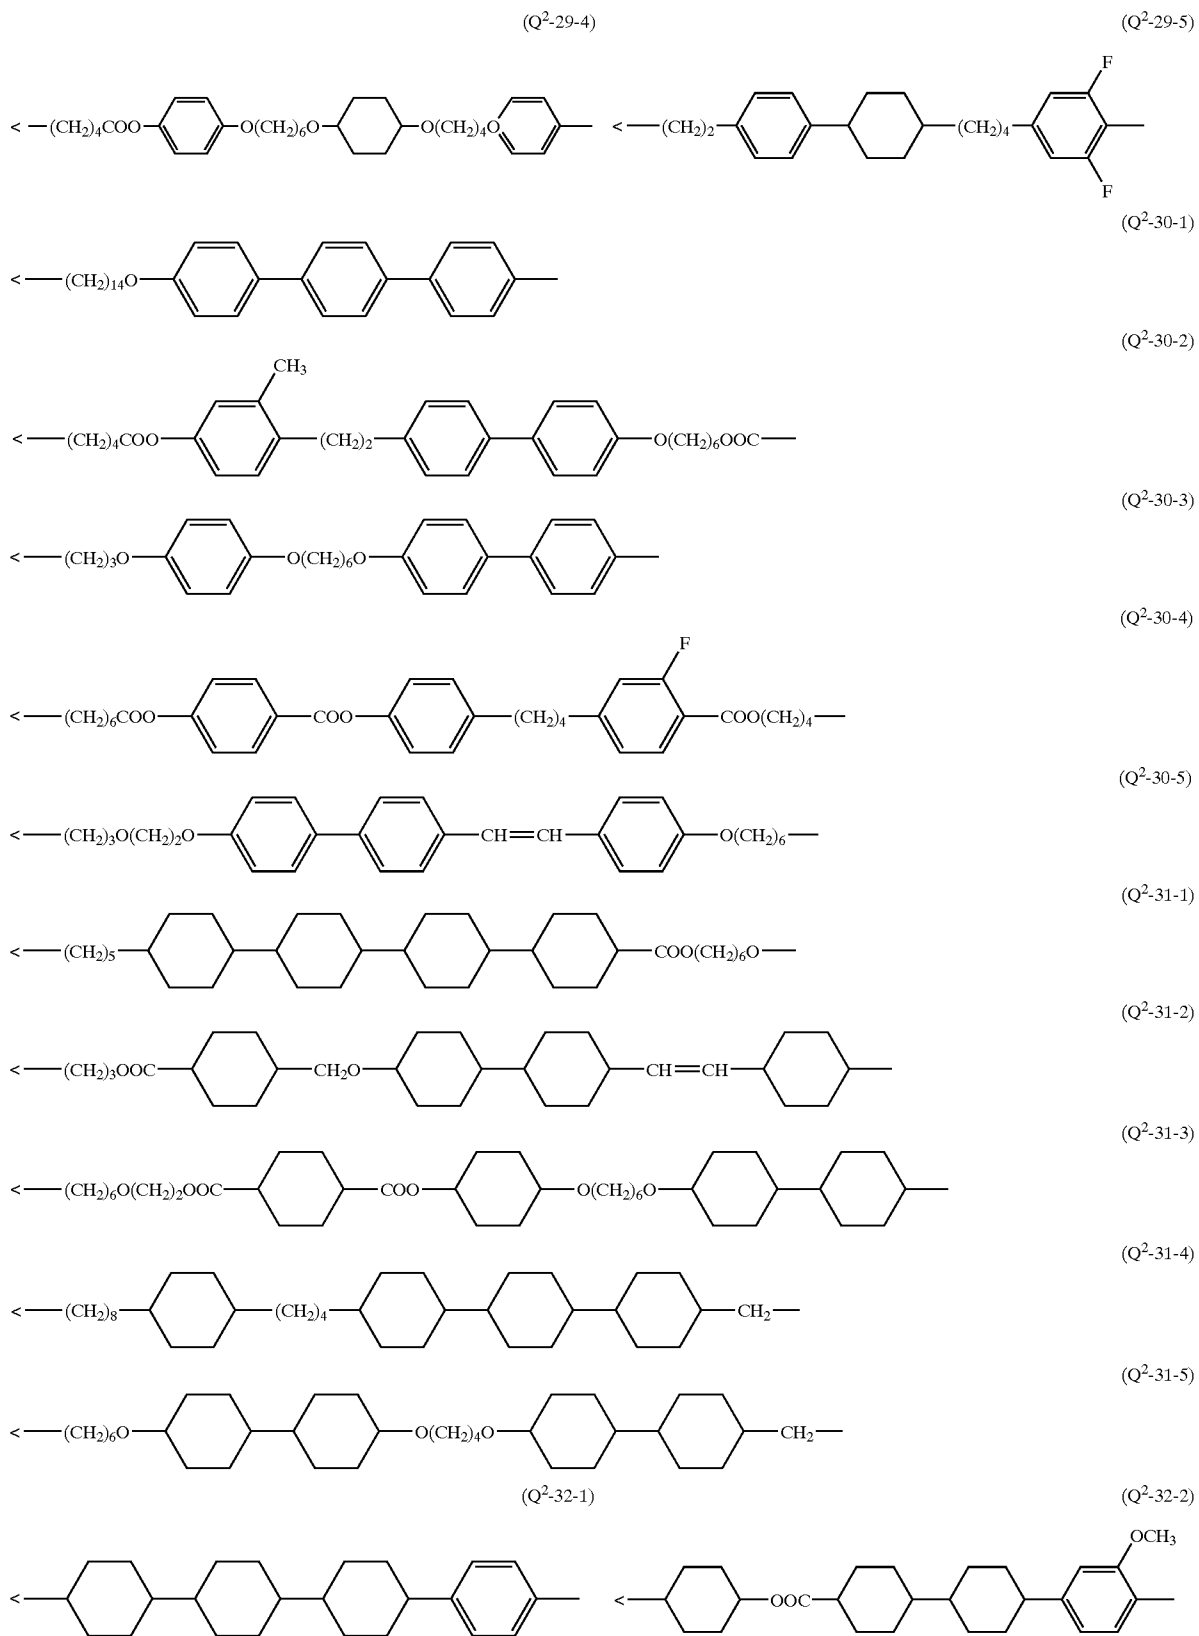 (Q²-29-4) (Q²-29-5)
F
< (CH₂)₄COO O(CH₂)₆O O(CH₂)₄O < (CH₂)₂ (CH₂)₄
F
(Q²-30-1)
< (CH₂)₁₄O
(Q²-30-2)
CH₃
< (CH₂)₄COO (CH₂)₂ O(CH₂)₆OOC
(Q²-30-3)
< (CH₂)₃O O(CH₂)₆O
(Q²-30-4)
F
< (CH₂)₆COO COO (CH₂)₄ COO(CH₂)₄
(Q²-30-5)
< (CH₂)₃O(CH₂)₂O CH=CH O(CH₂)₆
(Q²-31-1)
< (CH₂)₅ COO(CH₂)₆O
(Q²-31-2)
< (CH₂)₃OOC CH₂O CH=CH
(Q²-31-3)
< (CH₂)₆O(CH₂)₂OOC COO O(CH₂)₆O
(Q²-31-4)
< (CH₂)₈ (CH₂)₄ CH₂
(Q²-31-5)
< (CH₂)₆O O(CH₂)₄O CH₂
(Q²-32-1) (Q²-32-2)
OCH₃
< < OOC